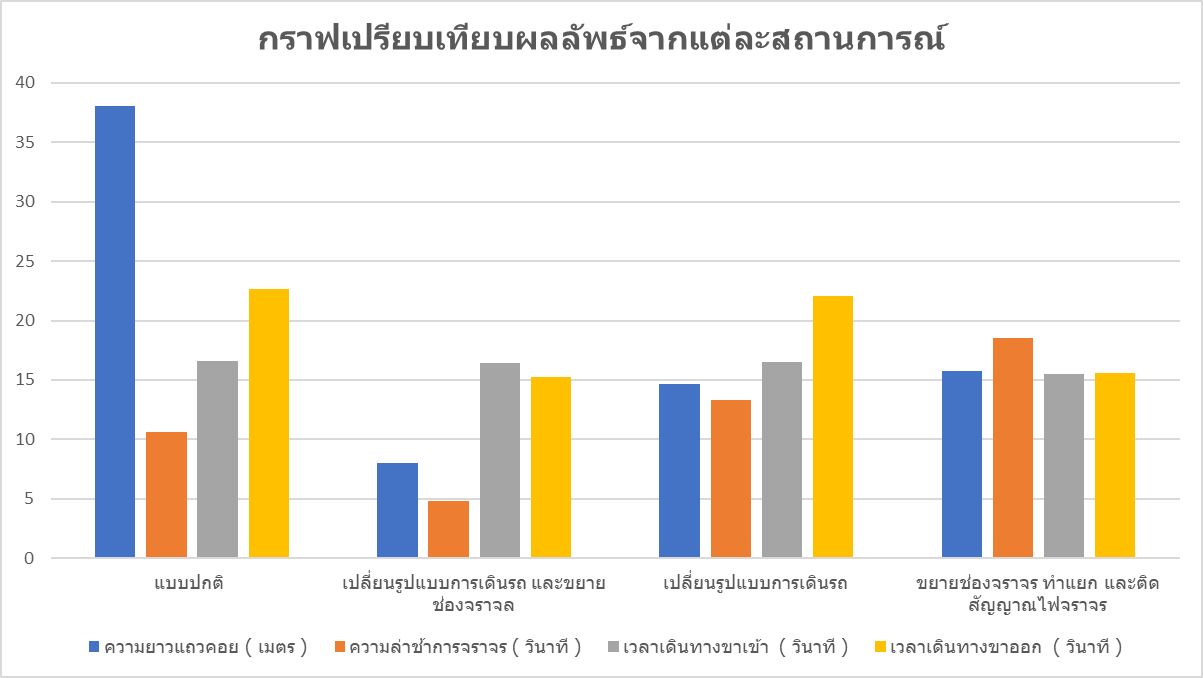 กราฟเปรียบเทียบผลลัพธ์จากแต่ละสถานการณ์
40
35
30
25
20
15
10
5
0
แบบปกติ
เปลี่ยนรูปแบบการเดินรถ และขยาย
ช่องจราจล
เปลี่ยนรูปแบบการเดินรถ
ขยายช่องจราจร ทำแยก และติด
สัญญาณไฟจราจร
ความยาวแถวคอย ( เมตร ) ความล่าช้าการจราจร ( วินาที ) เวลาเดินทางขาเข้า ( วินาที ) เวลาเดินทางขาออก ( วินาที )